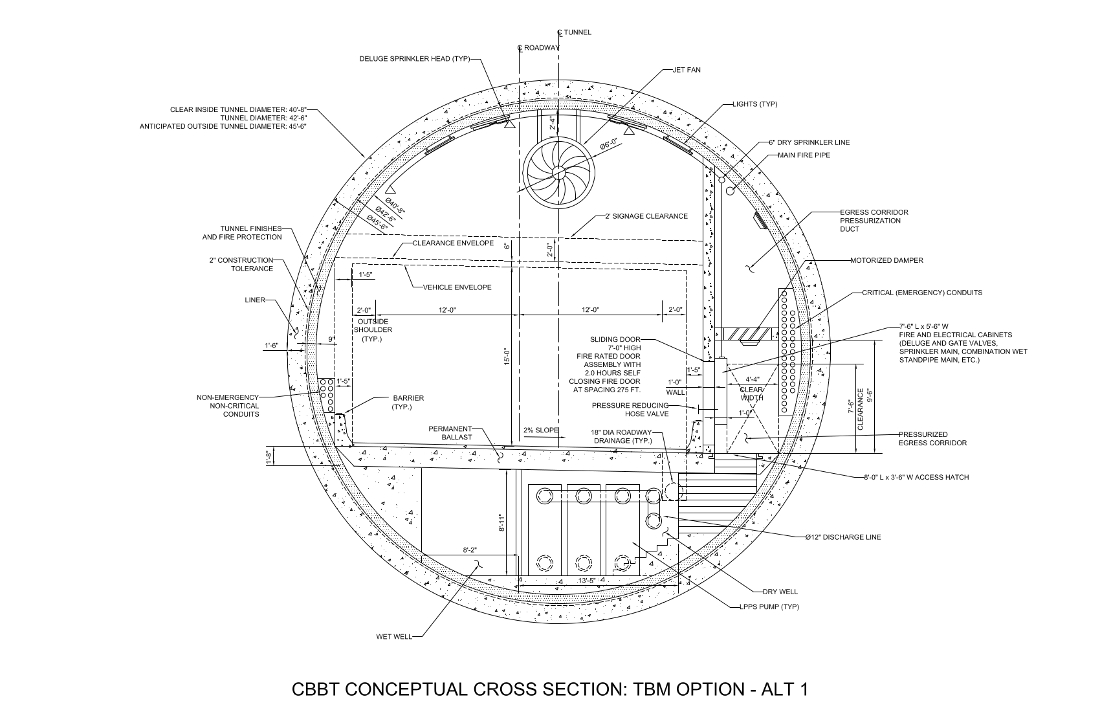 ℄ TUNNEL
℄ ROADWAY
DELUGE SPRINKLER HEAD (TYP)
JET FAN
CLEAR INSIDE TUNNEL DIAMETER: 40'-8"
TUNNEL DIAMETER: 42'-6"
ANTICIPATED OUTSIDE TUNNEL DIAMETER: 45'-6"
LIGHTS (TYP)
2'-4"
Ø6'-0"
6" DRY SPRINKLER LINE
MAIN FIRE PIPE
Ø40'-8"
Ø42'-6"
Ø45'-6"
2' SIGNAGE CLEARANCE
EGRESS CORRIDOR
PRESSURIZATION
DUCT
TUNNEL FINISHES
AND FIRE PROTECTION
CLEARANCE ENVELOPE
6"
2'-0"
2" CONSTRUCTION
TOLERANCE
MOTORIZED DAMPER
1'-5"
VEHICLE ENVELOPE
CRITICAL (EMERGENCY) CONDUITS
LINER
2'-0"
12'-0"
12'-0"
2'-0"
OUTSIDE
SHOULDER
(TYP.)
7'-6" L x 5'-6" W
FIRE AND ELECTRICAL CABINETS
(DELUGE AND GATE VALVES,
SPRINKLER MAIN, COMBINATION WET
STANDPIPE MAIN, ETC.)
1'-6"
9"
SLIDING DOOR
7'-0" HIGH
FIRE RATED DOOR
ASSEMBLY WITH
2.0 HOURS SELF
CLOSING FIRE DOOR
AT SPACING 275 FT.
1'-5"
1'-0"
WALL
4'-4"
CLEAR
WIDTH
1'-0"
7'-6"
CLEARANCE
9'-6"
1'-5"
NON-EMERGENCY
NON-CRITICAL
CONDUITS
BARRIER
(TYP.)
PRESSURE REDUCING
HOSE VALVE
PERMANENT
BALLAST
2% SLOPE
18" DIA ROADWAY
DRAINAGE (TYP.)
PRESSURIZED
EGRESS CORRIDOR
8'-0" L x 3'-6" W ACCESS HATCH
8'-11"
Ø12" DISCHARGE LINE
8'-2"
13'-5"
DRY WELL
LPPS PUMP (TYP)
WET WELL
CBBT CONCEPTUAL CROSS SECTION: TBM OPTION - ALT 1